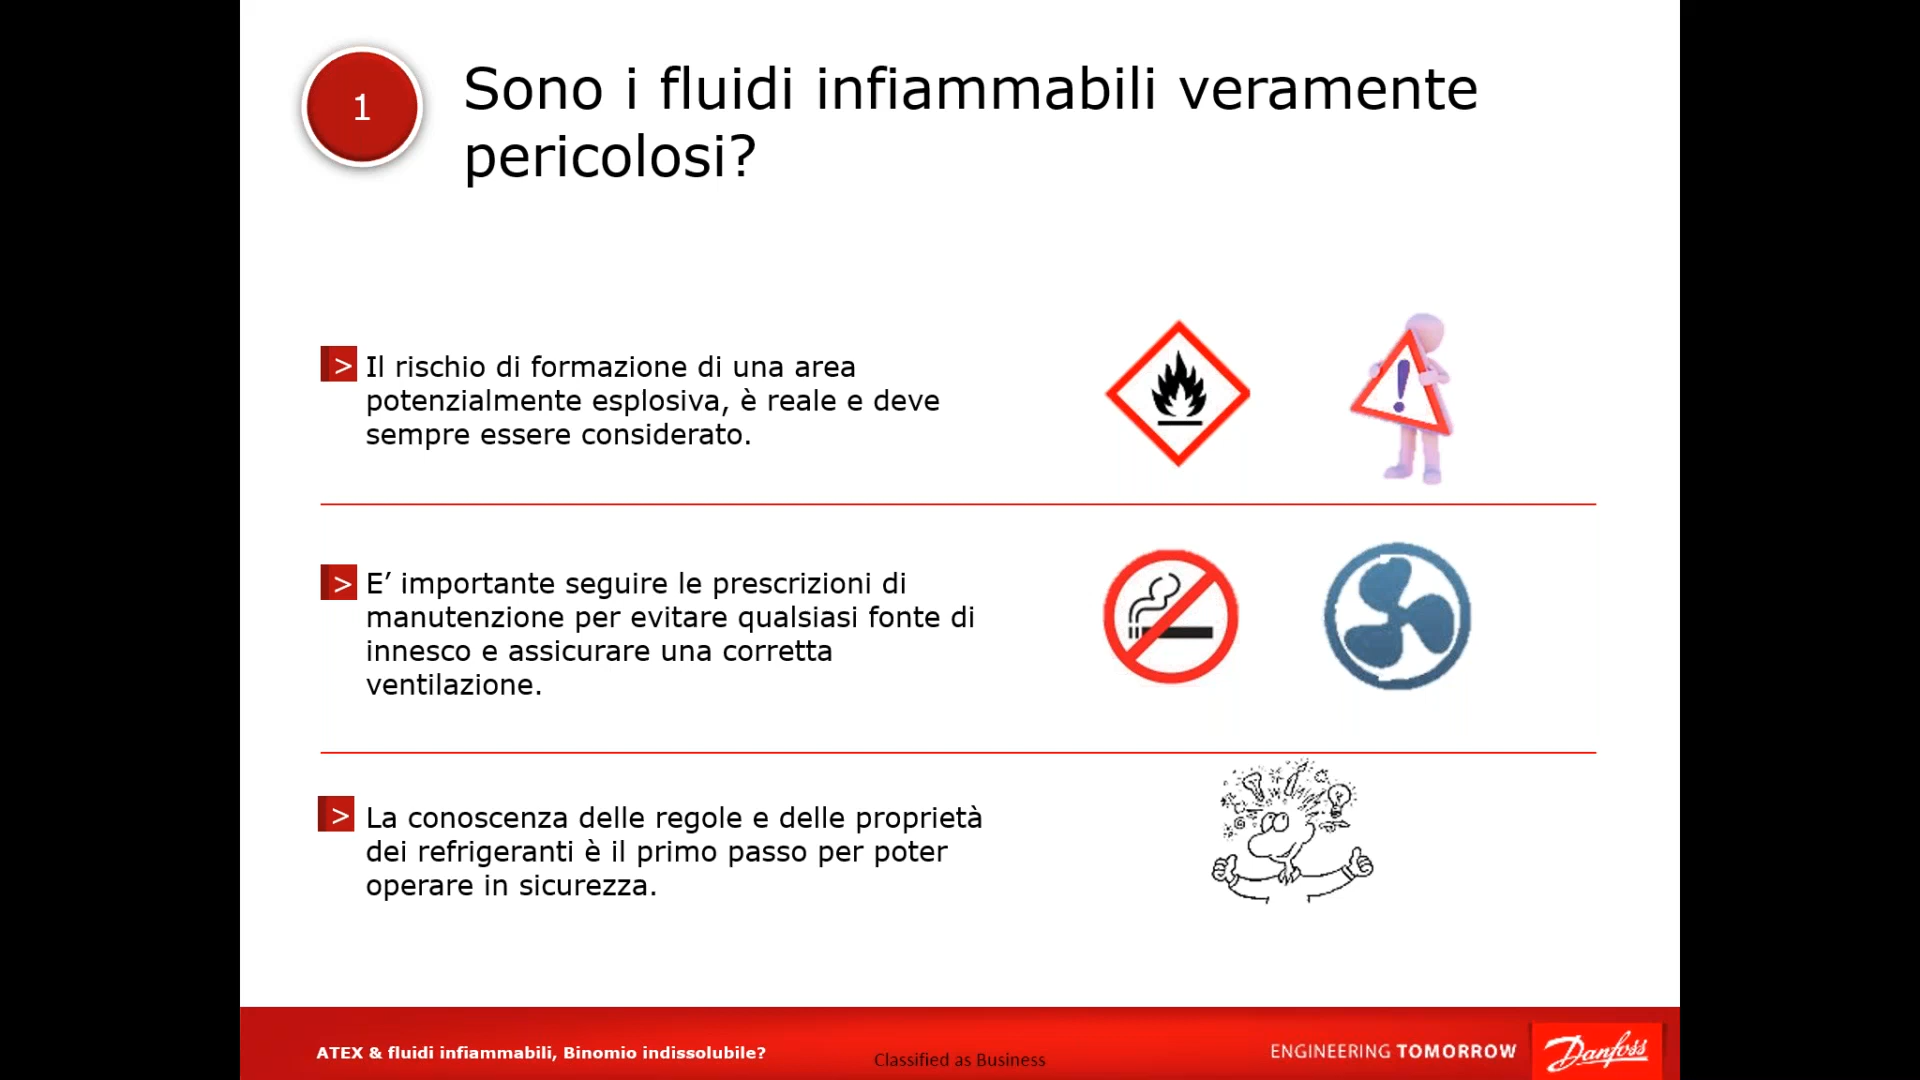 1
Sono i fluidi infiammabili veramente
pericolosi?
> Il rischio di formazione di una area
potenzialmente esplosiva, è reale e deve
sempre essere considerato.
> E’ importante seguire le prescrizioni di
manutenzione per evitare qualsiasi fonte di
innesco e assicurare una corretta
ventilazione.
> La conoscenza delle regole e delle proprietà
dei refrigeranti è il primo passo per poter
operare in sicurezza.
ATEX & fluidi infiammabili, Binomio indissolubile?
Classified as Business
ENGINEERING TOMORROW
Danfoss